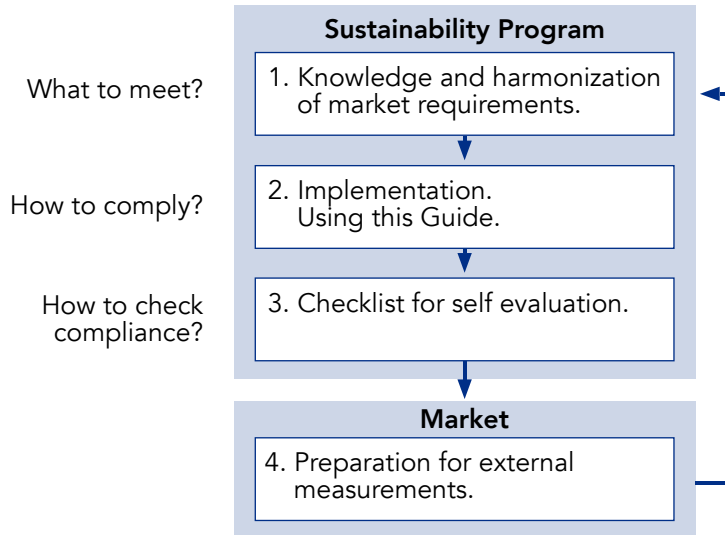 Sustainability Program
What to meet?
1. Knowledge and harmonization
of market requirements.
How to comply?
2. Implementation.
Using this Guide.
How to check
compliance?
3. Checklist for self evaluation.
Market
4. Preparation for external
measurements.